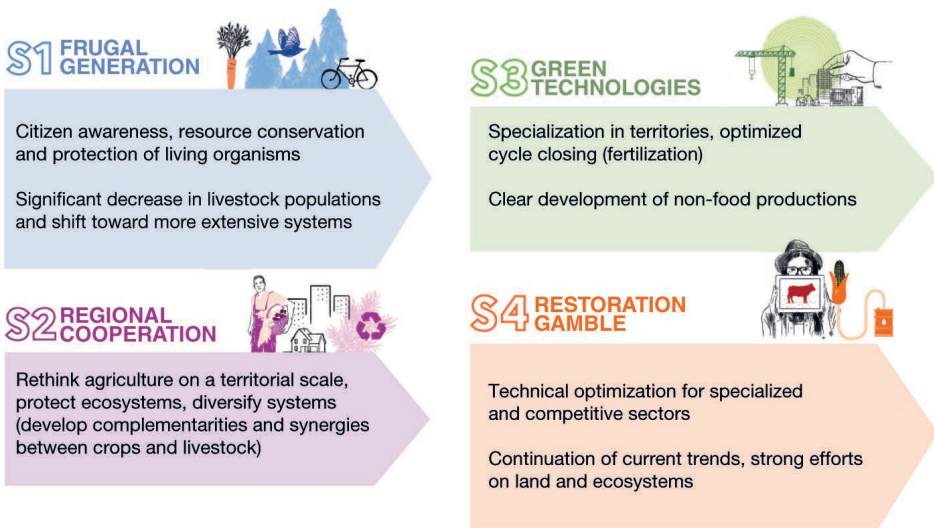 S1 FRUGAL
GENERATION
Citizen awareness, resource conservation
and protection of living organisms
Significant decrease in livestock populations
and shift toward more extensive systems
S2 REGIONAL
COOPERATION
Rethink agriculture on a territorial scale,
protect ecosystems, diversify systems
(develop complementarities and synergies
between crops and livestock)
S3 GREEN
TECHNOLOGIES
Specialization in territories, optimized
cycle closing (fertilization)
Clear development of non-food productions
S4 RESTORATION
GAMBLE
Technical optimization for specialized
and competitive sectors
Continuation of current trends, strong efforts
on land and ecosystems